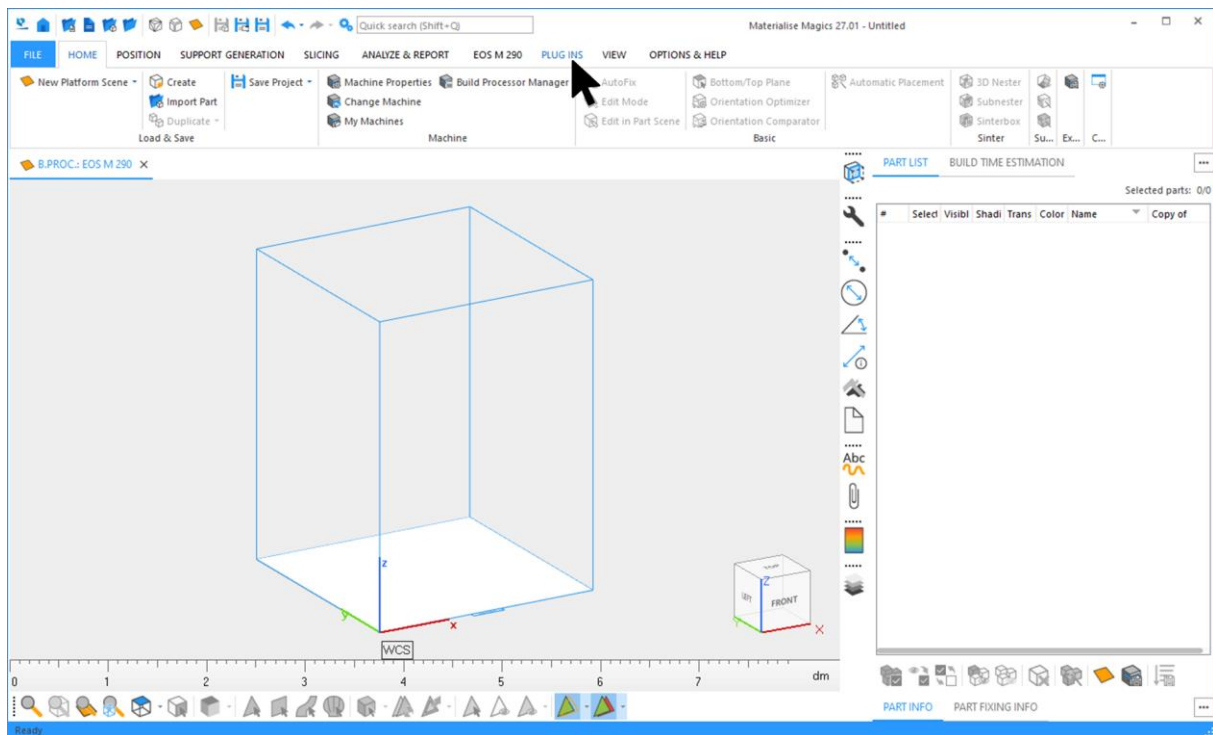 Quick search (Shift+Q)
Materialise Magics 27.01 - Untitled
FILE HOME POSITION SUPPORT GENERATION SLICING ANALYZE & REPORT EOS M 290 PLUG INS VIEW OPTIONS & HELP
New Platform Scene Create Save Project Machine Properties Build Processor Manager AutoFix Bottom/Top Plane Automatic Placement 3D Nester
Import Part Change Machine Edit Mode Orientation Optimizer Subnester
Duplicate My Machines Edit in Part Scene Orientation Comparator Sinterbox
Load & Save Machine Basic Sinter Su... Ex... C...
B.PROC.: EOS M 290
PART LIST BUILD TIME ESTIMATION
Selected parts: 0/0
# Select Visibl Shadi Trans Color Name Copy of
Abc
z
y
x
WCS
TOP
Z
LEFT FRONT
Y
X
0 1 2 3 4 5 6 7 dm
PART INFO PART FIXING INFO
Ready